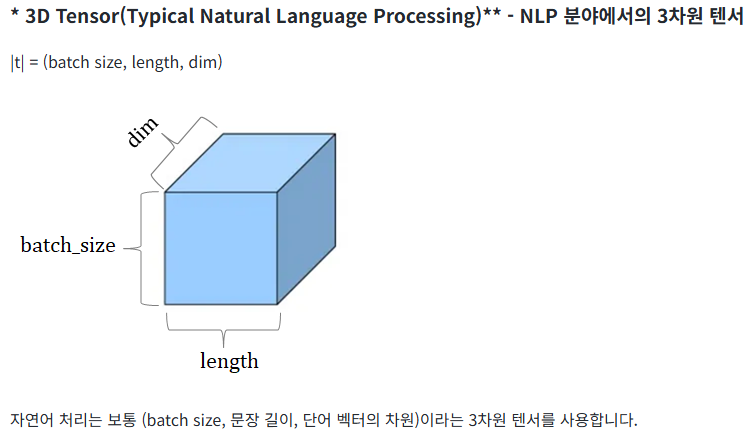 * 3D Tensor(Typical Natural Language Processing)** - NLP 분야에서의 3차원 텐서
|t| = (batch size, length, dim)
dim
batch_size
length
자연어 처리는 보통 (batch size, 문장 길이, 단어 벡터의 차원)이라는 3차원 텐서를 사용합니다.